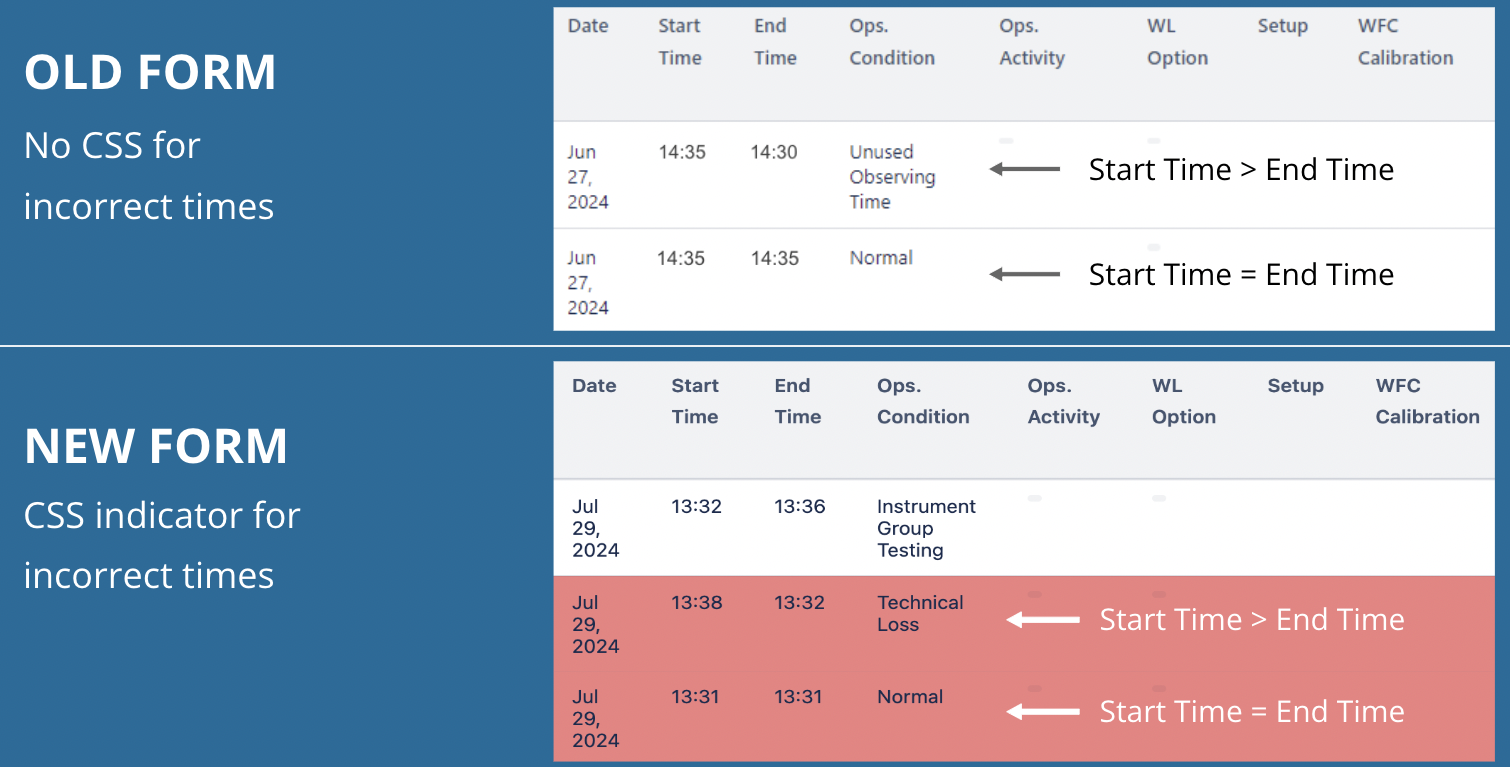 OLD FORM
No CSS for
incorrect times
Date Start End Ops. Ops. WL Setup WFC
Time Time Condition Activity Option Calibration
Jun 14:35 14:30 Unused
27, Observing
2024 Time
Start Time > End Time
Jun 14:35 14:35 Normal
27,
2024
Start Time = End Time
NEW FORM
CSS indicator for
incorrect times
Date Start End Ops. Ops. WL Setup WFC
Time Time Condition Activity Option Calibration
Jul 13:32 13:36 Instrument
29, Group
2024 Testing
Jul 13:38 13:32 Technical
29, Loss
2024
Start Time > End Time
Jul 13:31 13:31 Normal
29,
2024
Start Time = End Time